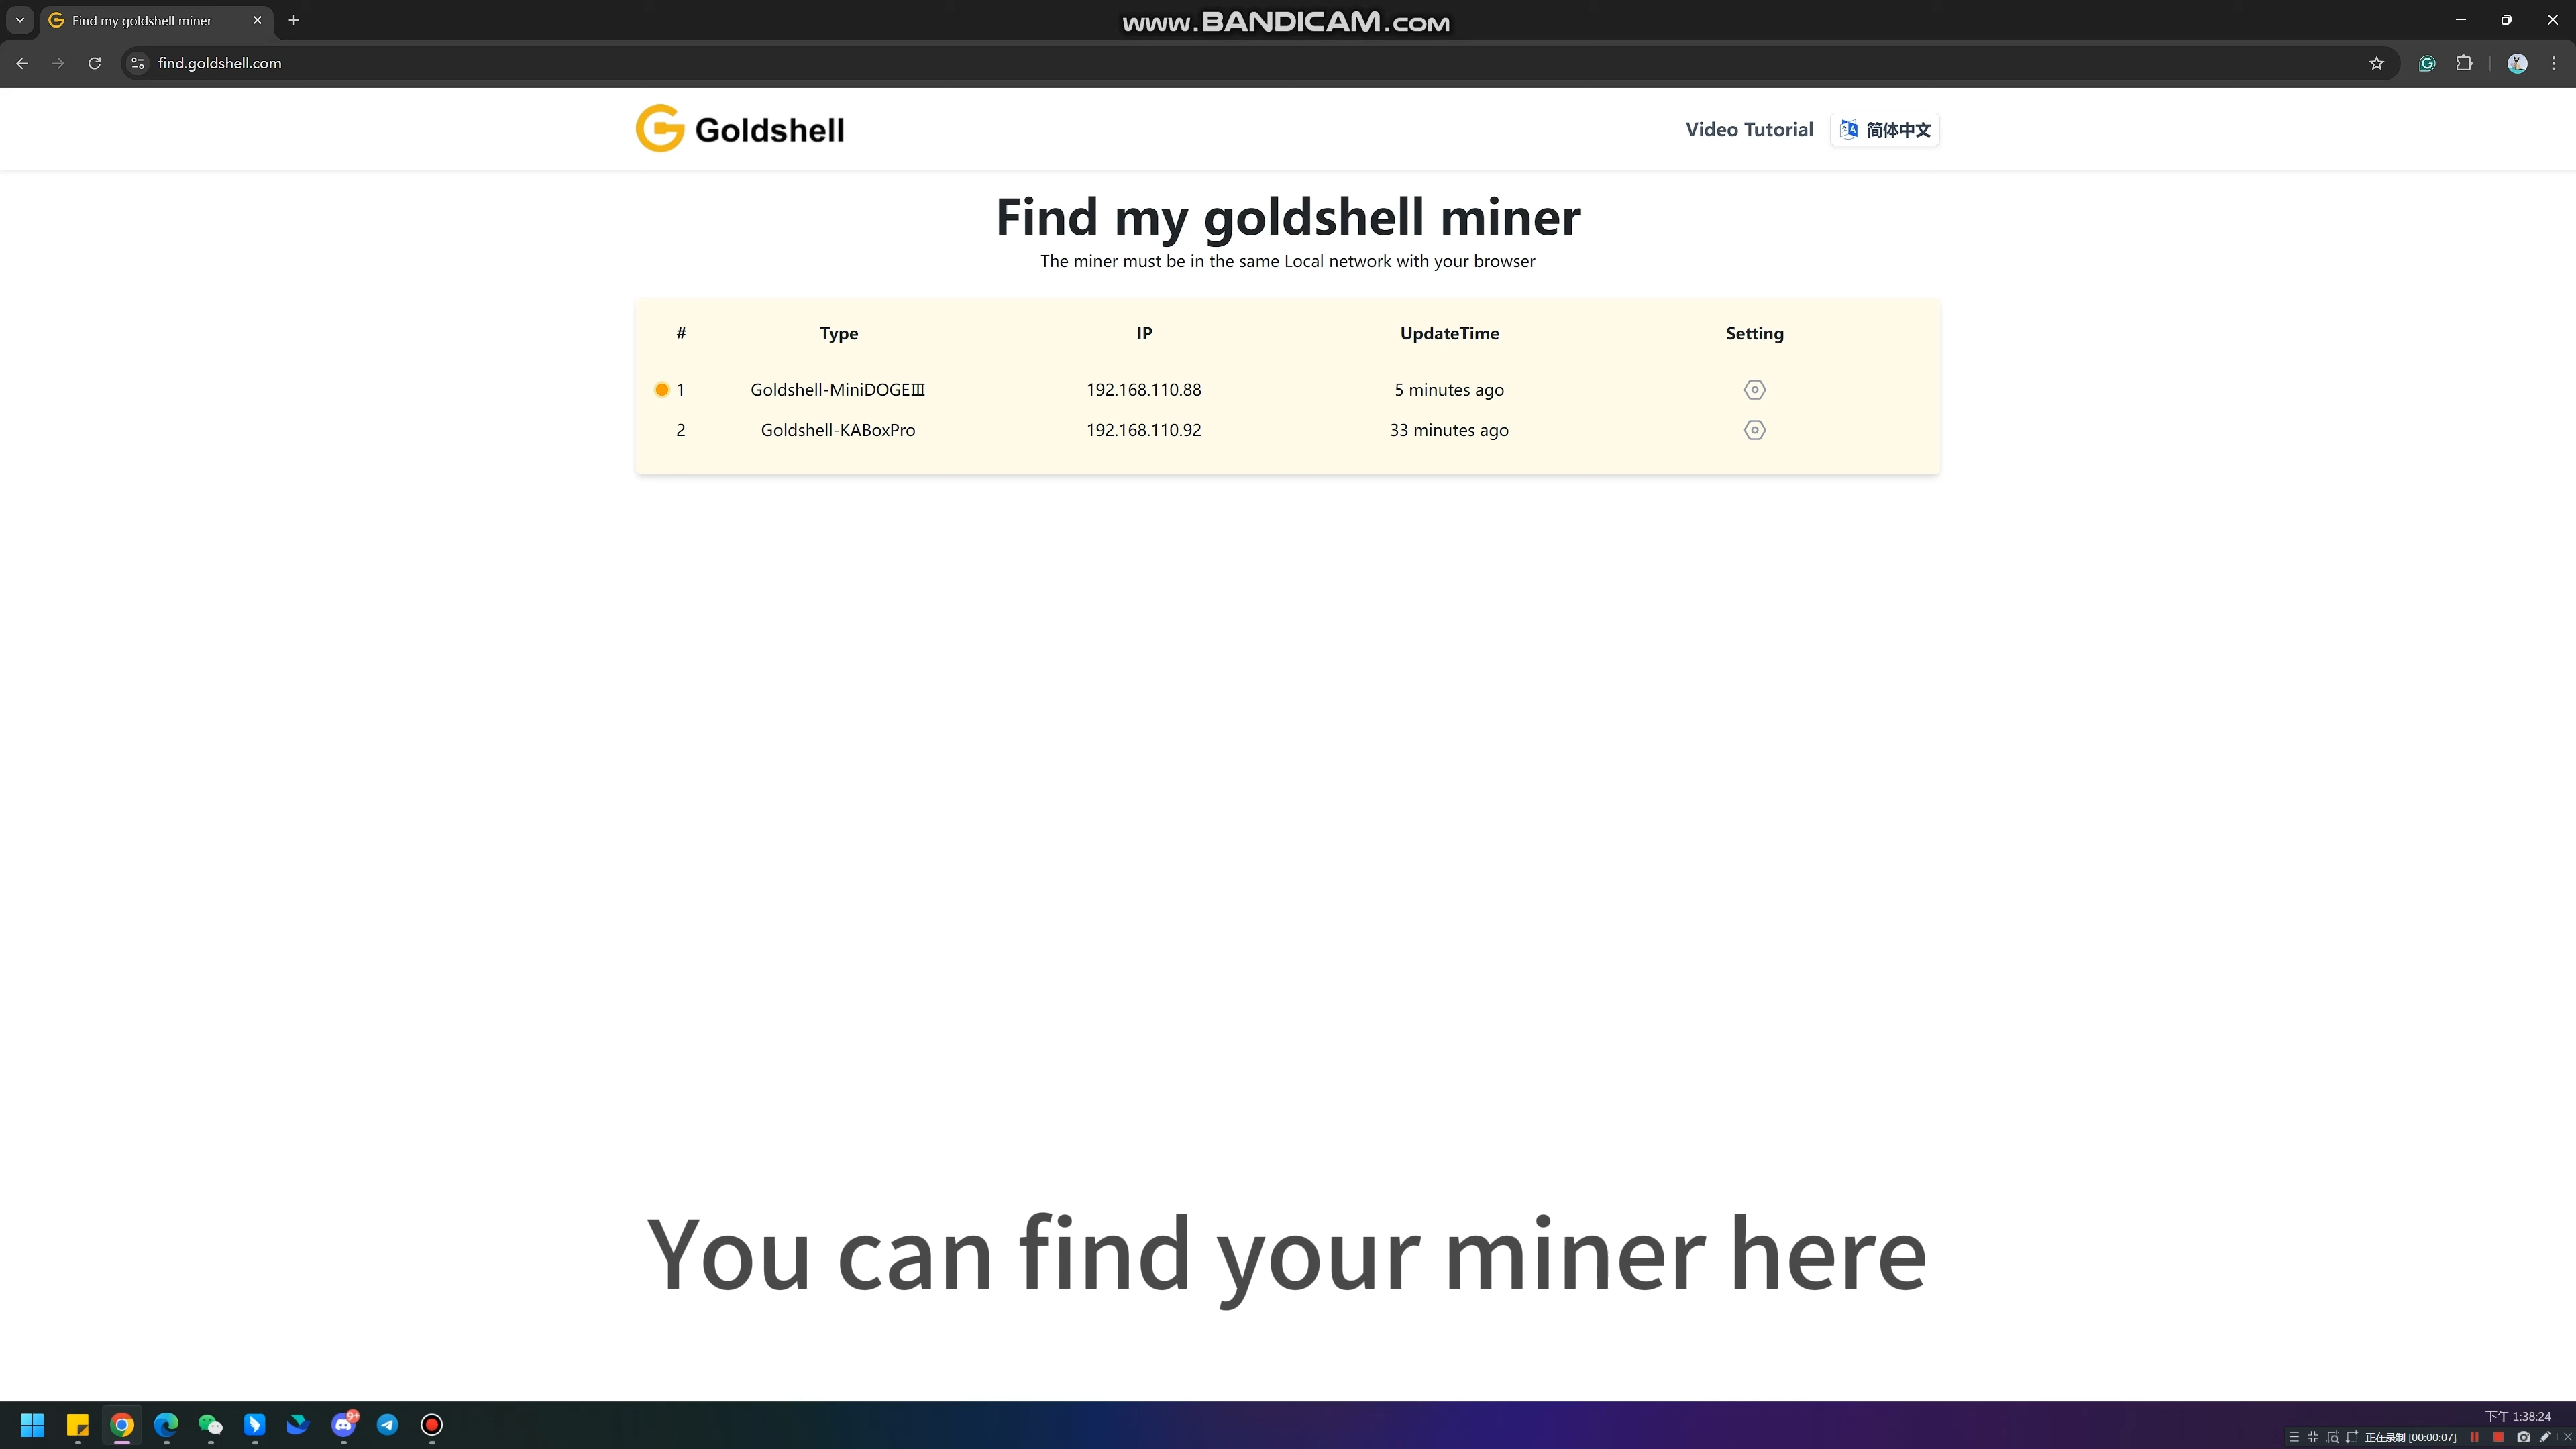 Find my goldshell miner
www.BANDICAM.com
find.goldshell.com
Goldshell
Video Tutorial
简体中文
Find my goldshell miner
The miner must be in the same Local network with your browser
# Type IP UpdateTime Setting
1 Goldshell-MiniDOGEⅢ 192.168.110.88 5 minutes ago
2 Goldshell-KABoxPro 192.168.110.92 33 minutes ago
You can find your miner here
9+
下午 1:38:24
正在录制 [00:00:07]